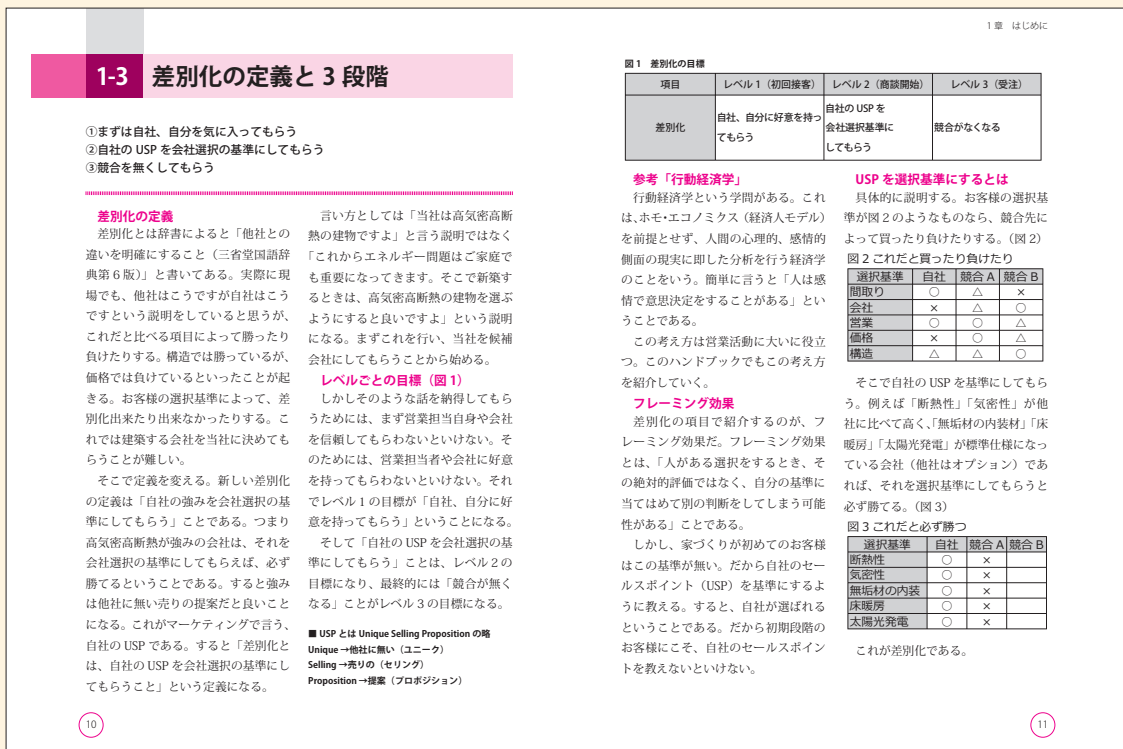 1-3 差別化の定義と 3 段階
①まずは自社、自分を気に入ってもらう
②自社の USP を会社選択の基準にしてもらう
③競合を無くしてもらう
差別化の定義
差別化とは辞書によると「他社との
違いを明確にすること（三省堂国語辞
典第 6 版）」と書いてある。実際に現
場でも、他社はこうですが自社はこう
ですという説明をしていると思うが、
これだと比べる項目によって勝ったり
負けたりする。構造では勝っているが、
価格では負けているといったことが起
きる。お客様の選択基準によって、差
別化出来たり出来なかったりする。こ
れでは建築する会社を当社に決めても
らうことが難しい。
そこで定義を変える。新しい差別化
の定義は「自社の強みを会社選択の基
準にしてもらう」ことである。つまり
高気密高断熱が強みの会社は、それを
会社選択の基準にしてもらえば、必ず
勝てるということである。すると強み
は他社に無い売りの提案だと良いこと
になる。これがマーケティングで言う、
自社の USP である。すると「差別化と
は、自社の USP を会社選択の基準にし
てもらうこと」という定義になる。
言い方としては「当社は高気密高断
熱の建物ですよ」と言う説明ではなく
「これからエネルギー問題はご家庭で
も重要になってきます。そこで新築す
るときは、高気密高断熱の建物を選ぶ
ようにすると良いですよ」という説明
になる。まずこれを行い、当社を候補
会社にしてもらうことから始める。
レベルごとの目標（図 1）
しかしそのような話を納得してもら
うためには、まず営業担当自身や会社
を信頼してもらわないといけない。そ
のためには、営業担当者や会社に好意
を持ってもらわないといけない。それ
でレベル 1 の目標が「自社、自分に好
意を持ってもらう」ということになる。
そして「自社の USP を会社選択の基
準にしてもらう」ことは、レベル 2 の
目標になり、最終的には「競合が無く
なる」ことがレベル 3 の目標になる。
■ USP とは Unique Selling Proposition の略
Unique →他社に無い（ユニーク）
Selling →売りの（セリング）
Proposition →提案（プロポジション）
10
1 章　はじめに
図 1　差別化の目標
項目 レベル 1（初回接客） レベル 2（商談開始） レベル 3（受注）
差別化 自社、自分に好意を持っ
てもらう
自社の USP を
会社選択基準に
してもらう
競合がなくなる
参考「行動経済学」
行動経済学という学問がある。これ
は、ホモ・エコノミクス（経済人モデル）
を前提とせず、人間の心理的、感情的
側面の現実に即した分析を行う経済学
のことをいう。簡単に言うと「人は感
情で意思決定をすることがある」とい
うことである。
この考え方は営業活動に大いに役立
つ。このハンドブックでもこの考え方
を紹介していく。
フレーミング効果
差別化の項目で紹介するのが、フ
レーミング効果だ。フレーミング効果
とは、「人がある選択をするとき、そ
の絶対的評価ではなく、自分の基準に
当てはめて別の判断をしてしまう可能
性がある」ことである。
しかし、家づくりが初めてのお客様
はこの基準が無い。だから自社のセー
ルスポイント（USP）を基準にするよ
うに教える。すると、自社が選ばれる
ということである。だから初期段階の
お客様にこそ、自社のセールスポイン
トを教えないといけない。
USP を選択基準にするとは
具体的に説明する。お客様の選択基
準が図 2 のようなものなら、競合先に
よって買ったり負けたりする。（図 2）
図 2 これだと買ったり負けたり
選択基準 自社 競合 A 競合 B
間取り ○ △ ×
会社 × △ ○
営業 ○ ○ △
価格 × ○ △
構造 △ △ ○
そこで自社の USP を基準にしてもら
う。例えば「断熱性」「気密性」が他
社に比べて高く、「無垢材の内装材」「床
暖房」「太陽光発電」が標準仕様になっ
ている会社（他社はオプション）であ
れば、それを選択基準にしてもらうと
必ず勝てる。（図 3）
図 3 これだと必ず勝つ
選択基準 自社 競合 A 競合 B
断熱性 ○ ×
気密性 ○ ×
無垢材の内装 ○ ×
床暖房 ○ ×
太陽光発電 ○ ×
これが差別化である。
11